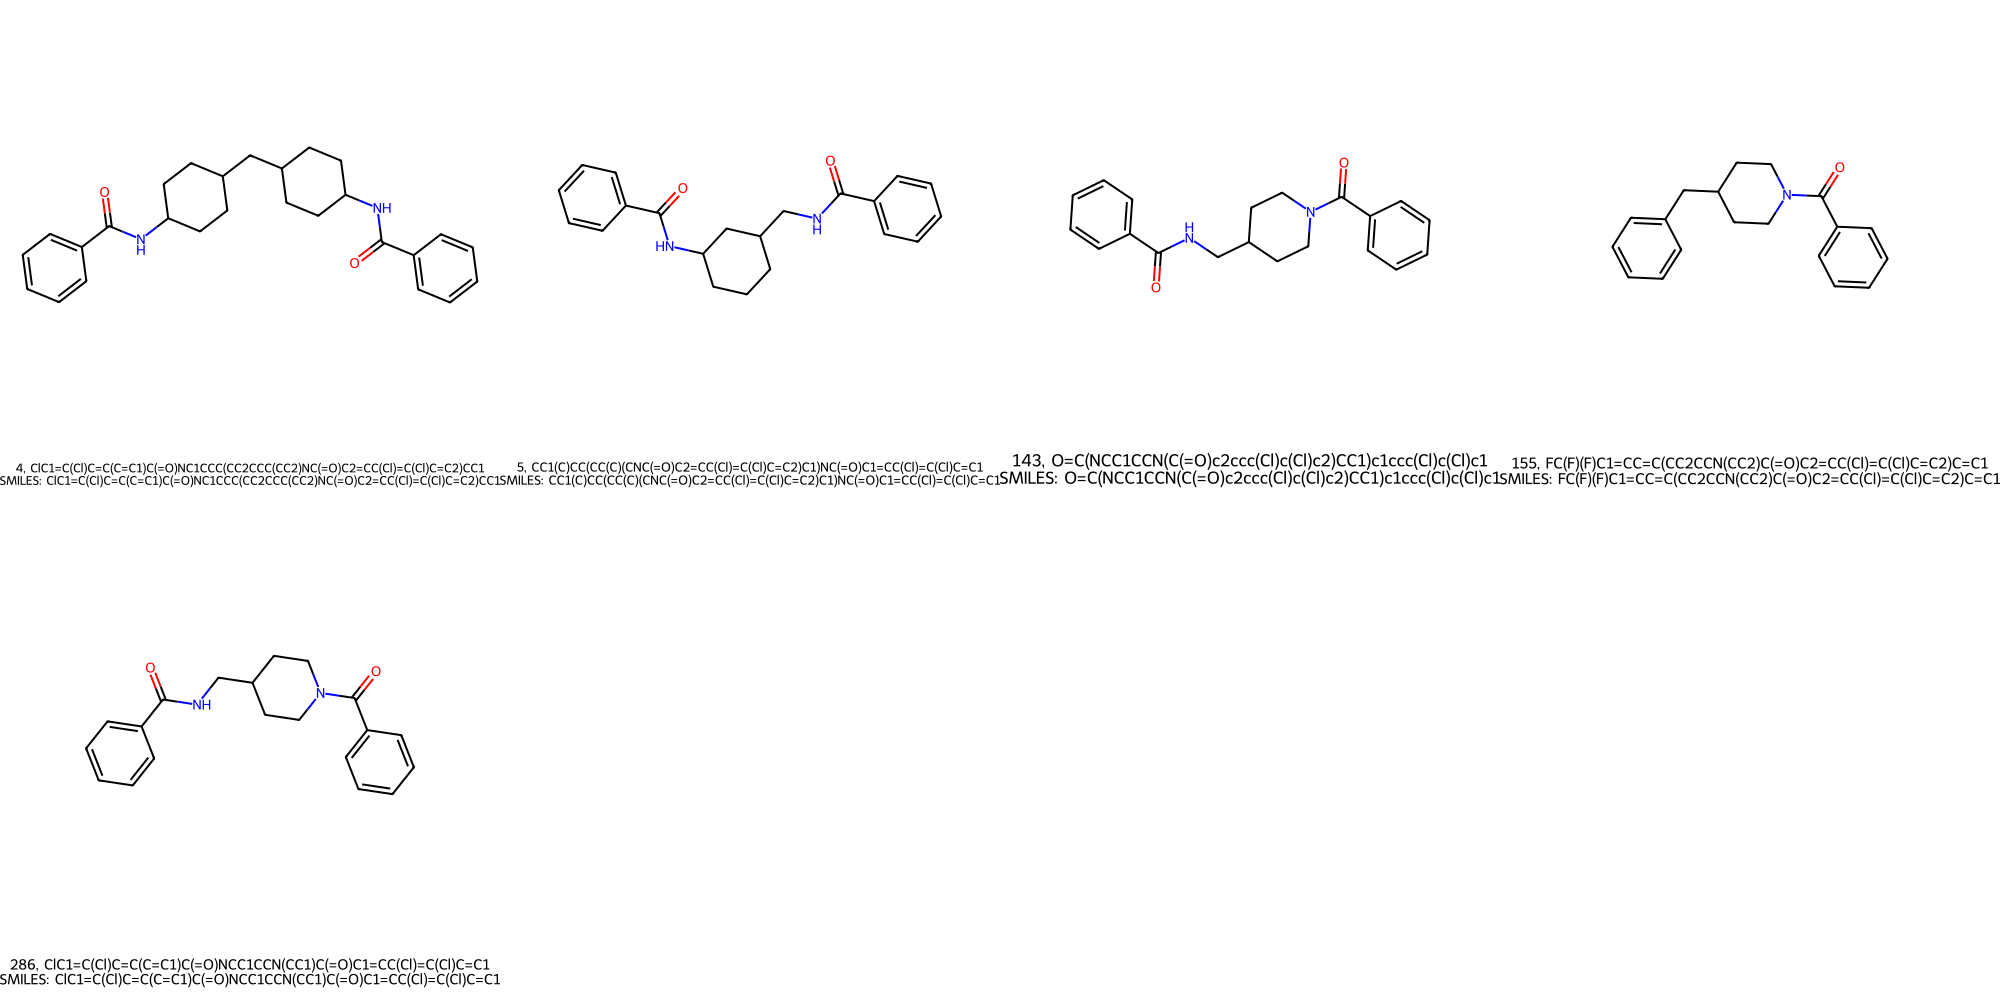 O
N
H
NH
O
O
HN
O
N
H
H
N
O
N
O
N
O
4, ClC1=C(Cl)C=C(C=C1)C(=O)NC1CCC(CC2CCC(CC2)NC(=O)C2=CC(Cl)=C(Cl)C=C2)CC1
SMILES: ClC1=C(Cl)C=C(C=C1)C(=O)NC1CCC(CC2CCC(CC2)NC(=O)C2=CC(Cl)=C(Cl)C=C2)CC1
5, CC1(C)CC(CC(C)(CNC(=O)C2=CC(Cl)=C(Cl)C=C2)C1)NC(=O)C1=CC(Cl)=C(Cl)C=C1
SMILES: CC1(C)CC(CC(C)(CNC(=O)C2=CC(Cl)=C(Cl)C=C2)C1)NC(=O)C1=CC(Cl)=C(Cl)C=C1
143, O=C(NCC1CCN(C(=O)c2ccc(Cl)c(Cl)c2)CC1)c1ccc(Cl)c(Cl)c1
SMILES: O=C(NCC1CCN(C(=O)c2ccc(Cl)c(Cl)c2)CC1)c1ccc(Cl)c(Cl)c1
155, FC(F)(F)C1=CC=C(CC2CCN(CC2)C(=O)C2=CC(Cl)=C(Cl)C=C2)C=C1
SMILES: FC(F)(F)C1=CC=C(CC2CCN(CC2)C(=O)C2=CC(Cl)=C(Cl)C=C2)C=C1
O
NH
N
O
286, ClC1=C(Cl)C=C(C=C1)C(=O)NCC1CCN(CC1)C(=O)C1=CC(Cl)=C(Cl)C=C1
SMILES: ClC1=C(Cl)C=C(C=C1)C(=O)NCC1CCN(CC1)C(=O)C1=CC(Cl)=C(Cl)C=C1